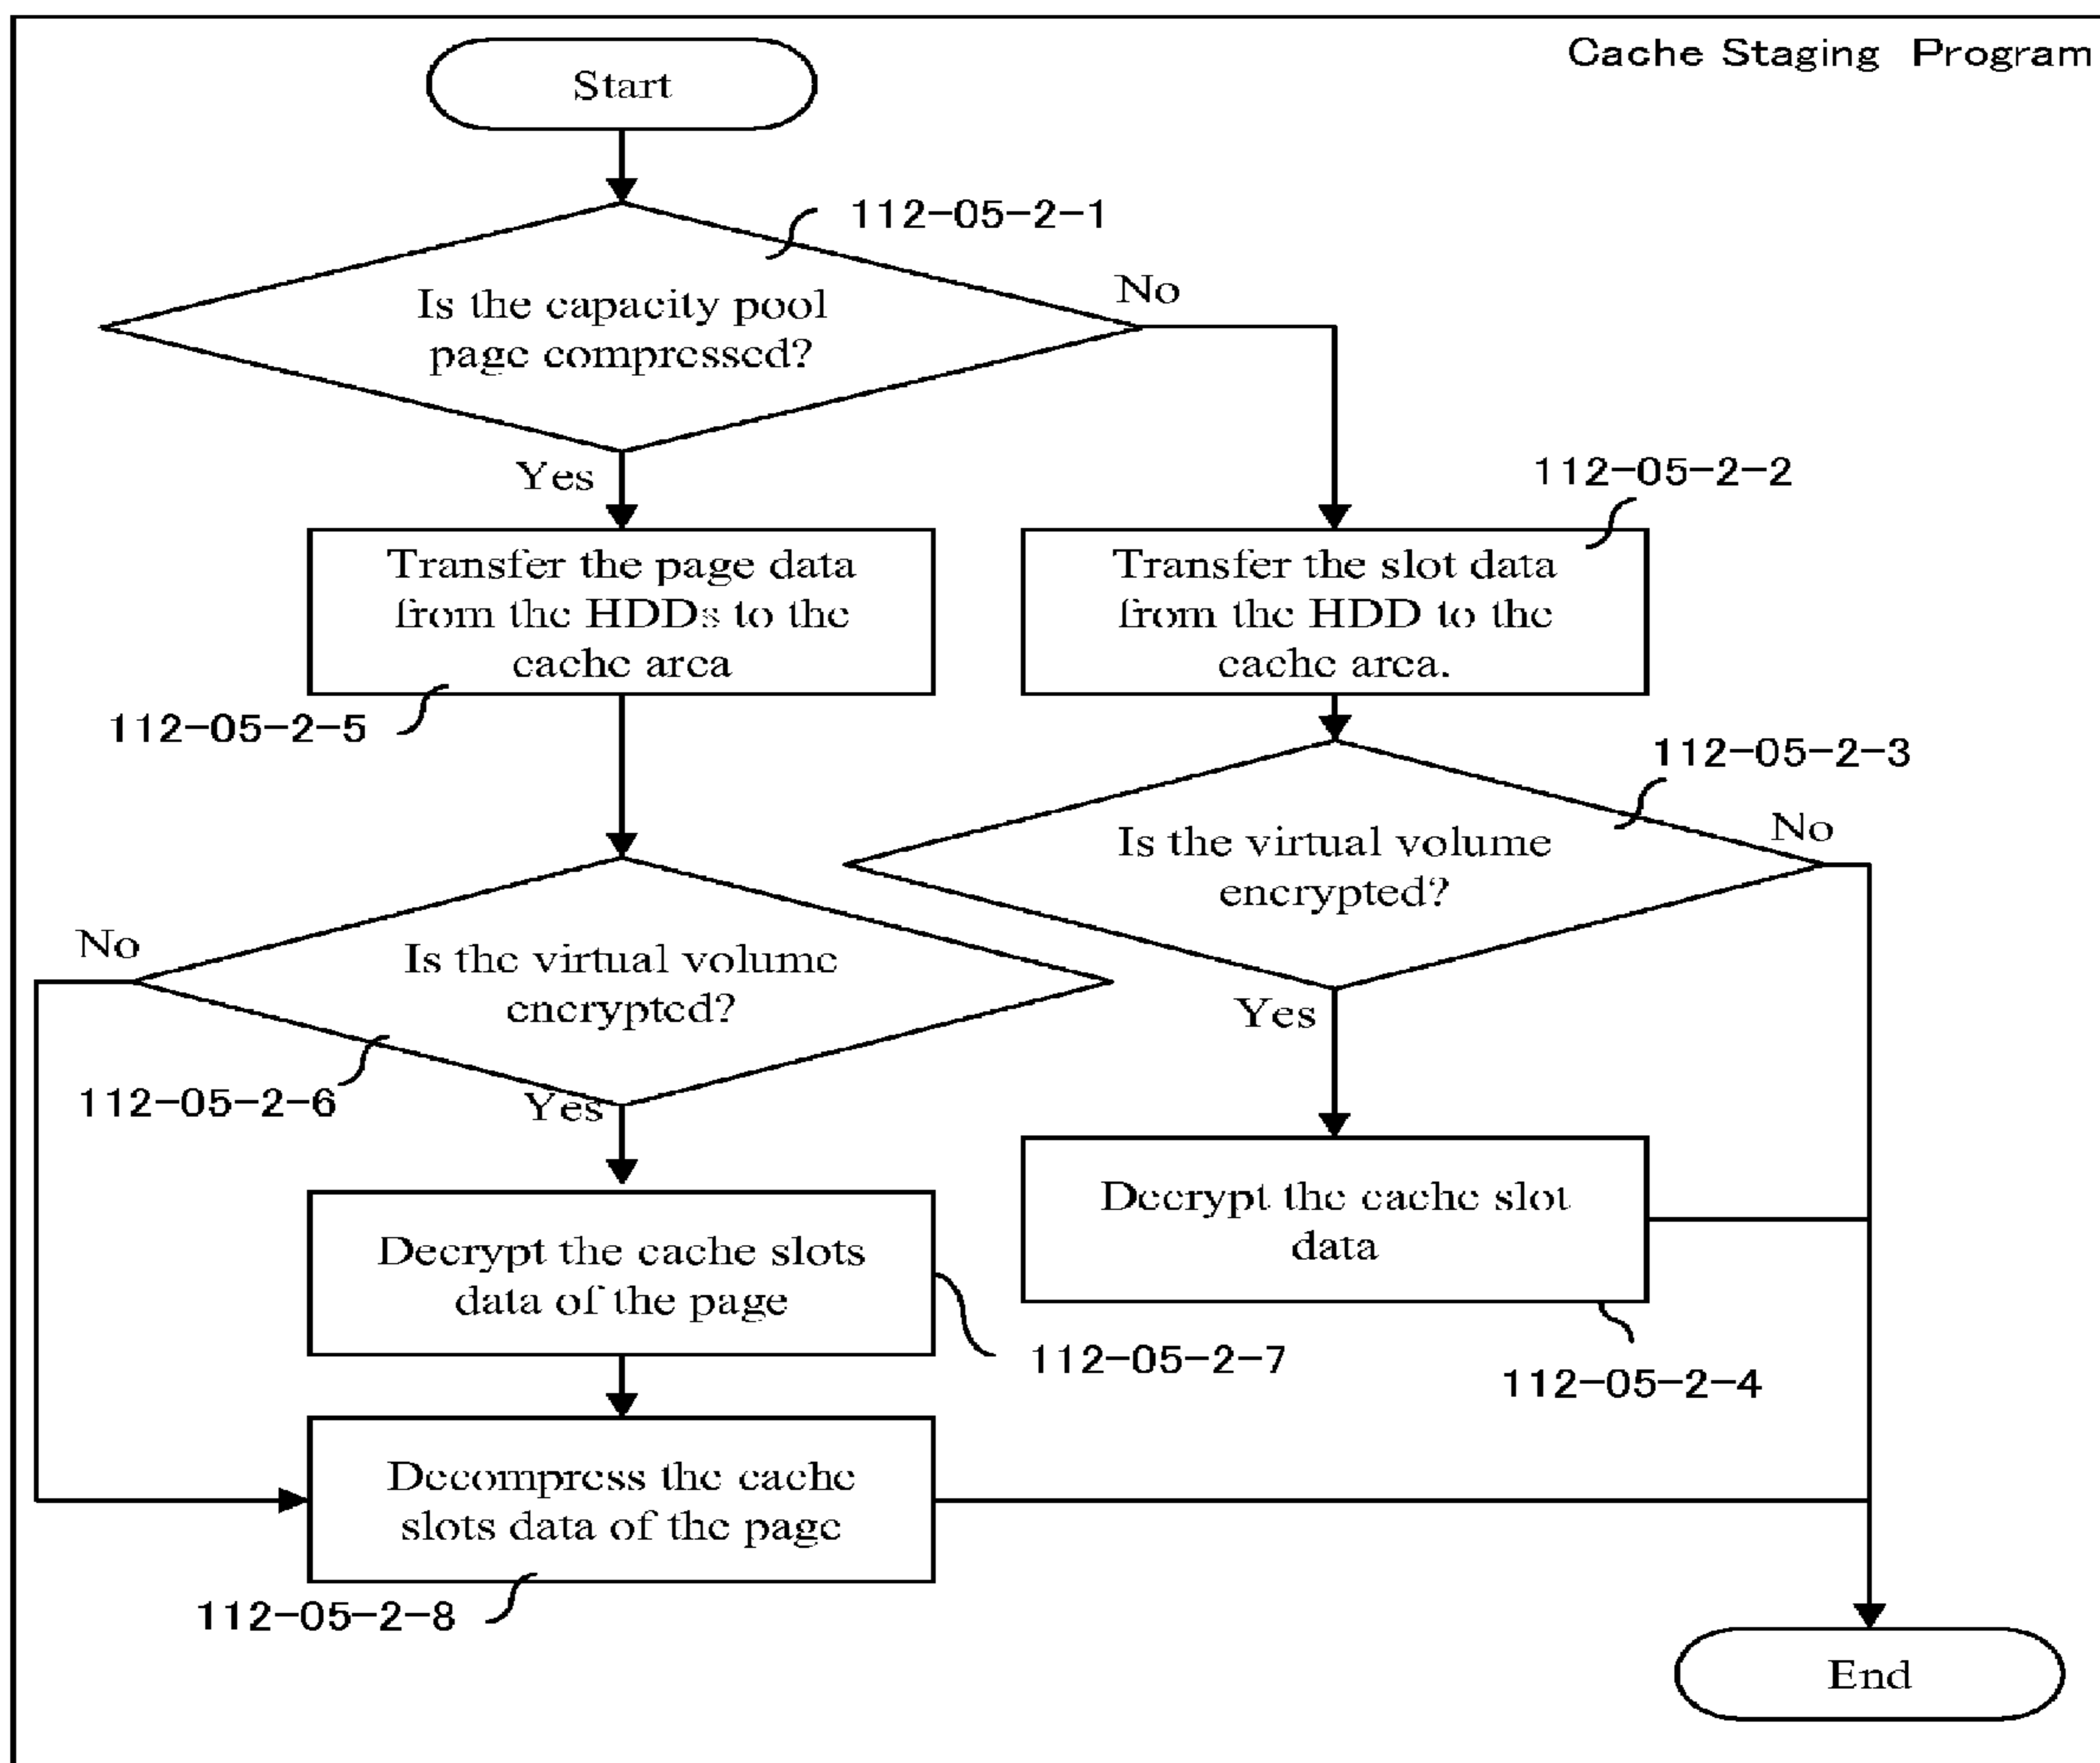 Cache Staging Program
Start
112-05-2-1
Is the capacity pool
page compressed?
No
Yes
112-05-2-2
Transfer the page data
from the HDDs to the
cache area
Transfer the slot data
from the HDD to the
cache area.
112-05-2-5
112-05-2-3
Is the virtual volume
encrypted?
No
No
Is the virtual volume
encrypted?
Yes
112-05-2-6
Yes
Decrypt the cache slot
data
Decrypt the cache slots
data of the page
112-05-2-7
112-05-2-4
Decompress the cache
slots data of the page
112-05-2-8
End